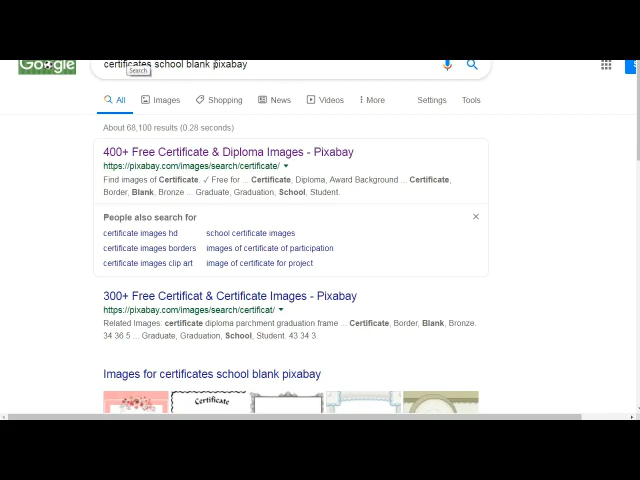 Google
certificates school blank pixabay
Search
All Images Shopping News Videos More Settings Tools
About 68,100 results (0.28 seconds)
400+ Free Certificate & Diploma Images - Pixabay
https://pixabay.com/images/search/certificate/
Find images of Certificate. ✓ Free for ... Certificate, Diploma, Award Background ... Certificate,
Border, Blank, Bronze ... Graduate, Graduation, School, Student.
People also search for
certificate images hd school certificate images
certificate images borders images of certificate of participation
certificate images clip art image of certificate for project
300+ Free Certificat & Certificate Images - Pixabay
https://pixabay.com/images/search/certificat/
Related Images: certificate diploma parchment graduation frame ... Certificate, Border, Blank, Bronze.
34 36 5 ... Graduate, Graduation, School, Student. 43 34 3.
Images for certificates school blank pixabay
Certificate